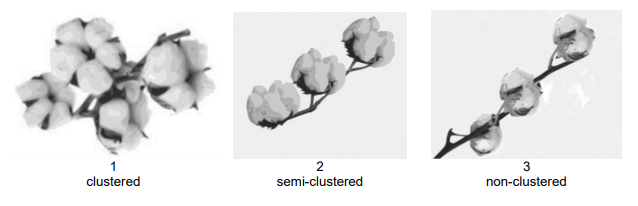 1
clustered
2
semi-clustered
3
non-clustered